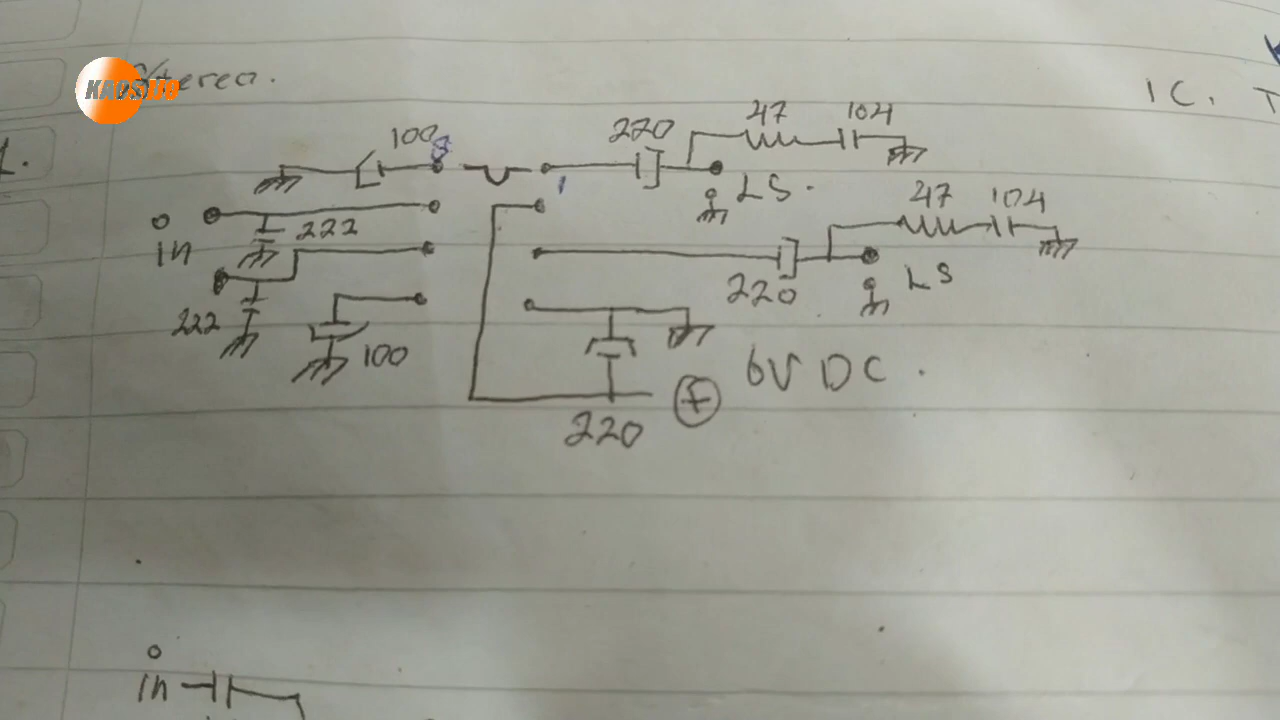 Stereo.
KAOSIJO
IC. T
1.
100 8
220
47 104
1
LS.
47 104
o
in
222
220
LS
222
100
6V DC.
+
220
o
in